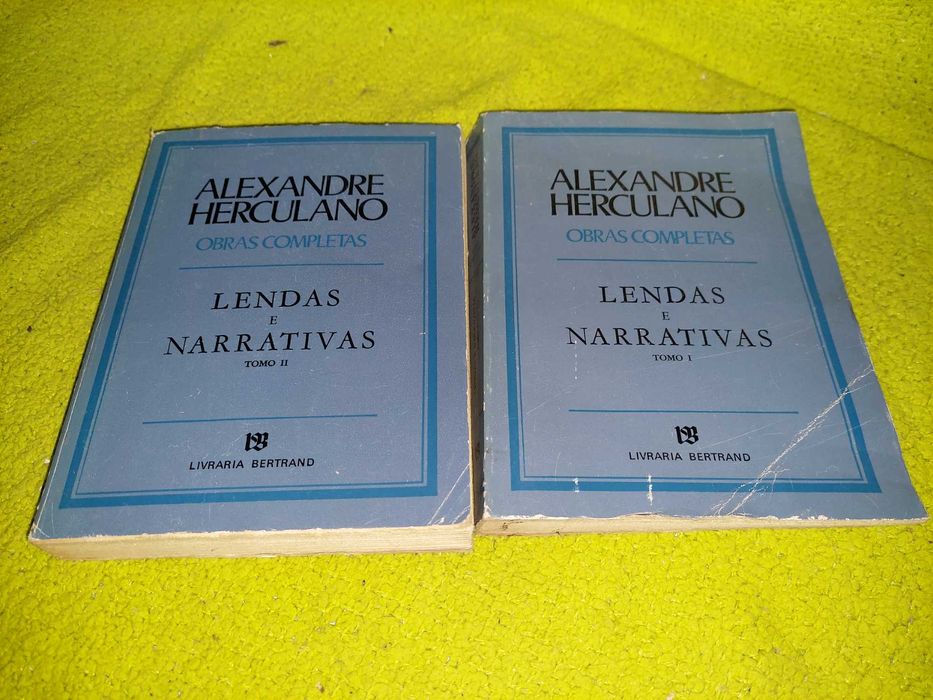 ALEXANDRE
HERCULANO
OBRAS COMPLETAS
LENDAS
E
NARRATIVAS
TOMO II
LIVRARIA BERTRAND
ALEXANDRE
HERCULANO
OBRAS COMPLETAS
LENDAS
E
NARRATIVAS
TOMO I
LIVRARIA BERTRAND